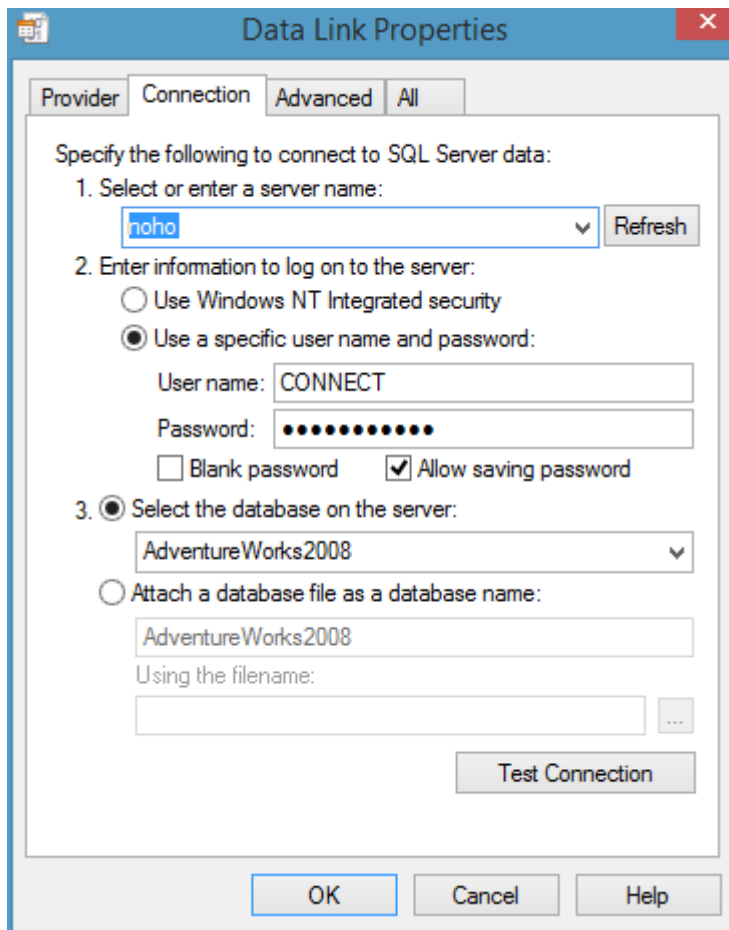 Data Link Properties
Provider Connection Advanced All
Specify the following to connect to SQL Server data:
1. Select or enter a server name:
noho Refresh
2. Enter information to log on to the server:
Use Windows NT Integrated security
Use a specific user name and password:
User name: CONNECT
Password: ●●●●●●●●●●●
Blank password Allow saving password
3. Select the database on the server:
AdventureWorks2008
Attach a database file as a database name:
AdventureWorks2008
Using the filename:
...
Test Connection
OK Cancel Help